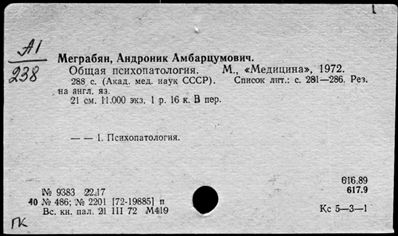 А1
238
Меграбян, Андроник Амбарцумович.
Общая психопатология. М., «Медицина», 1972.
288 с. (Акад. мед. наук СССР). Список лит.: с. 281—286. Рез.
на англ. яз.
21 см. 11.000 экз. 1 р. 16 к. В пер.
— — 1. Психопатология.
616.89
617.9
№ 9383 22.17
40 № 486; № 2201 [72-19885] п
Вс. кн. пал. 21 III 72 М419
Кс 5—3—1
ГК